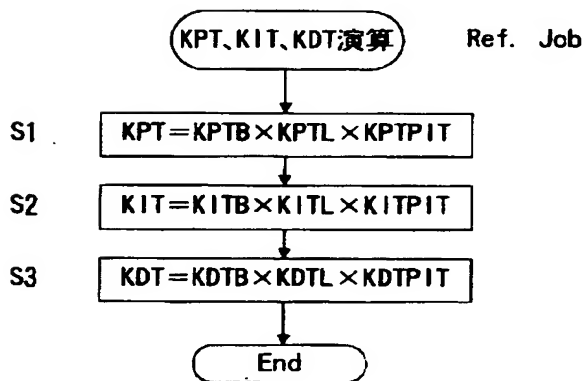 KPT、KIT、KDT演算 Ref. Job
S1 KPT=KPTB×KPTL×KPTPIT
S2 KIT=KITB×KITL×KITPIT
S3 KDT=KDTB×KDTL×KDTPIT
End